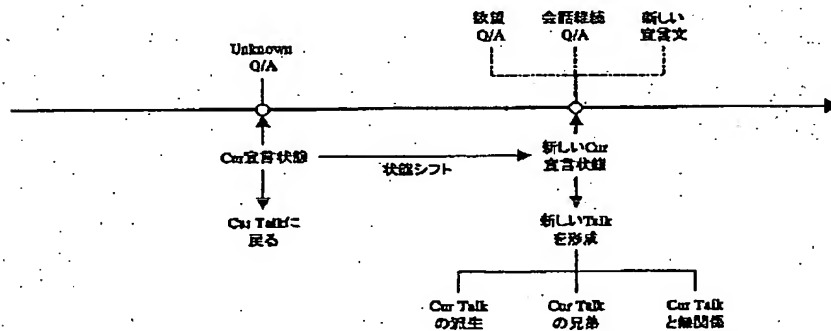 欲望
Q/A
会話継続
Q/A
新しい
宣言文
Unknown
Q/A
Cur宣言状態
状態シフト
新しいCur
宣言状態
Cur Talkに
戻る
新しいTalk
を形成
Cur Talk
の派生
Cur Talk
の兄弟
Cur Talk
と無関係